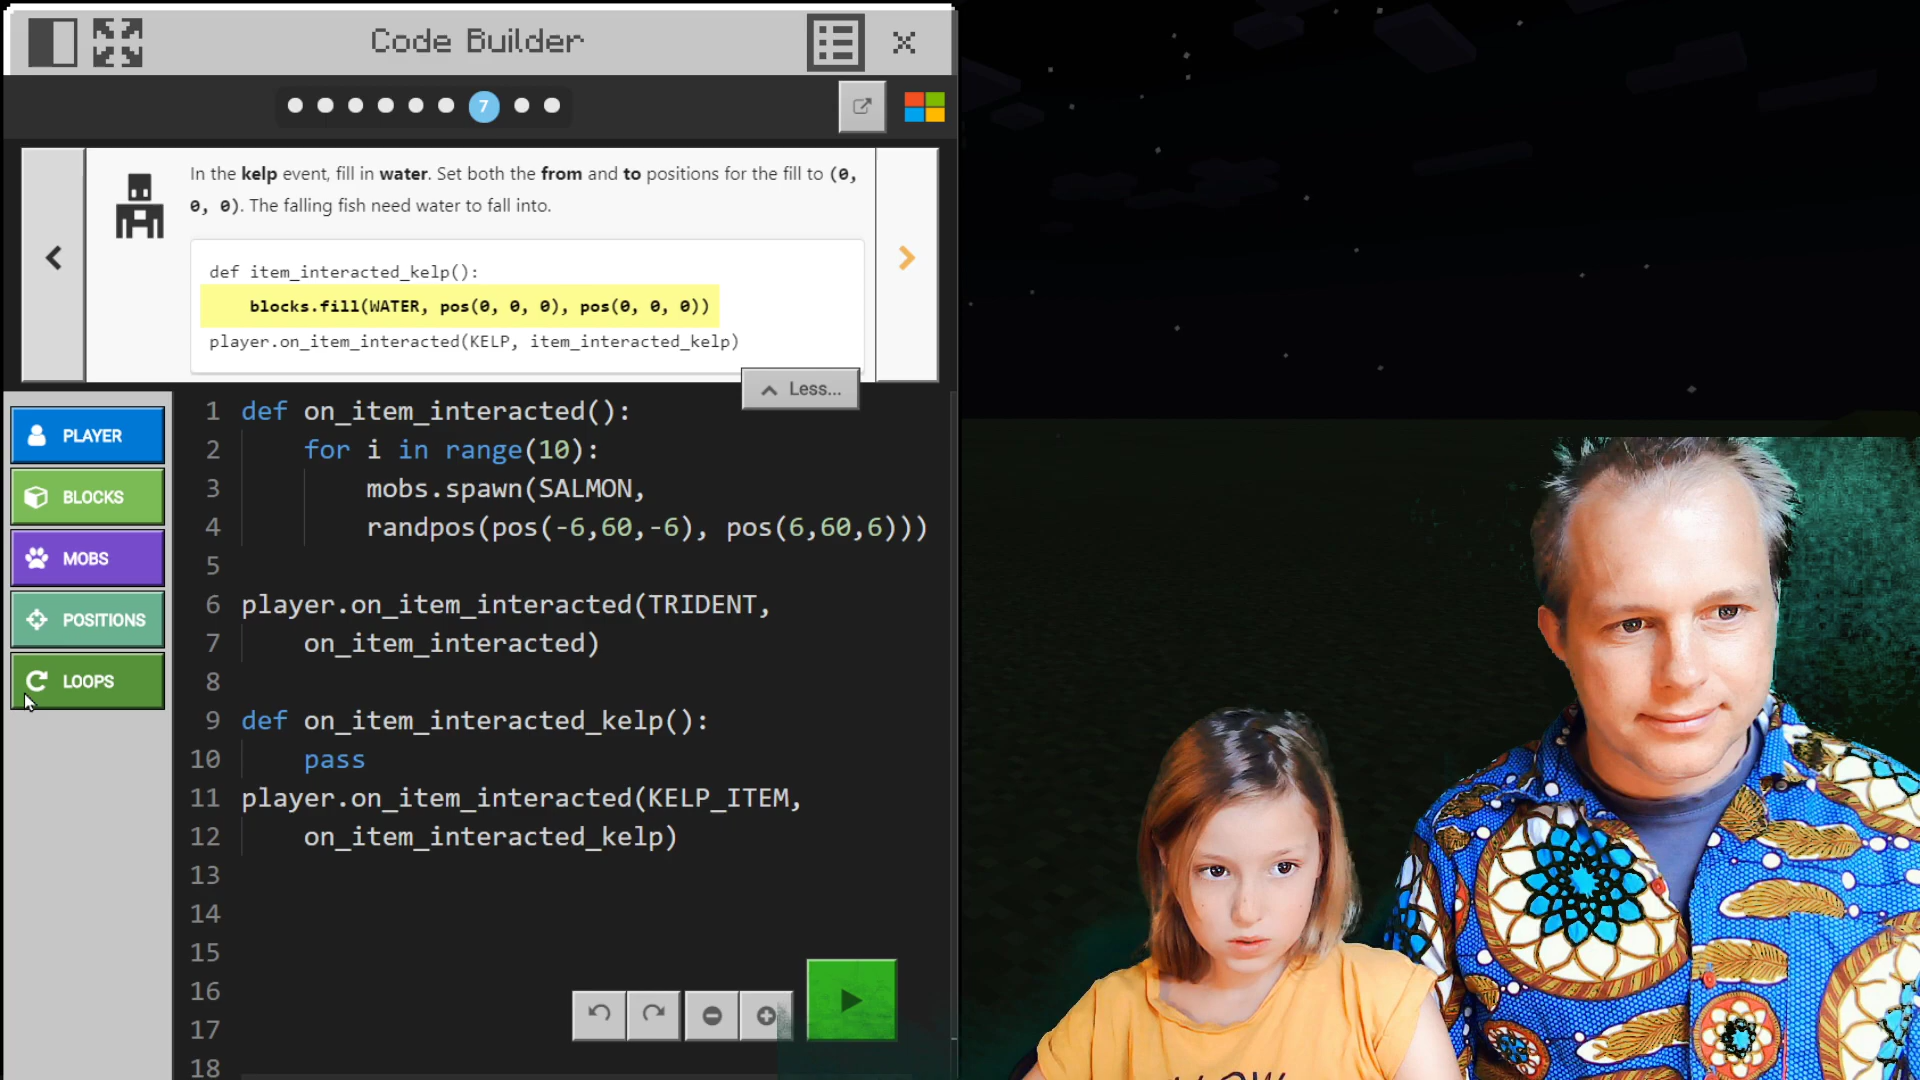 Code Builder
7
In the kelp event, fill in water. Set both the from and to positions for the fill to (0,
0, 0). The falling fish need water to fall into.
def item_interacted_kelp():
blocks.fill(WATER, pos(0, 0, 0), pos(0, 0, 0))
player.on_item_interacted(KELP, item_interacted_kelp)
Less...
PLAYER
BLOCKS
MOBS
POSITIONS
LOOPS
1 def on_item_interacted():
2 for i in range(10):
3 mobs.spawn(SALMON,
4 randpos(pos(-6,60,-6), pos(6,60,6)))
5
6 player.on_item_interacted(TRIDENT,
7 on_item_interacted)
8
9 def on_item_interacted_kelp():
10 pass
11 player.on_item_interacted(KELP_ITEM,
12 on_item_interacted_kelp)
13
14
15
16
17
18